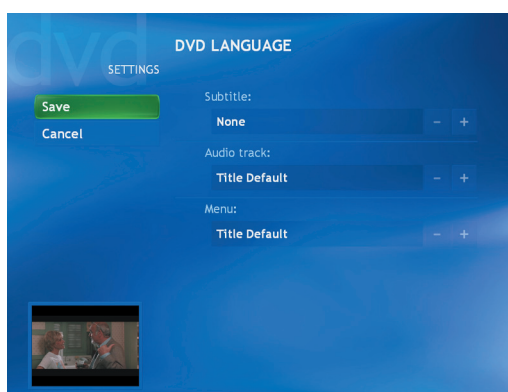 dvd
DVD LANGUAGE
SETTINGS
Save
Cancel
Subtitle:
None - +
Audio track:
Title Default - +
Menu:
Title Default - +